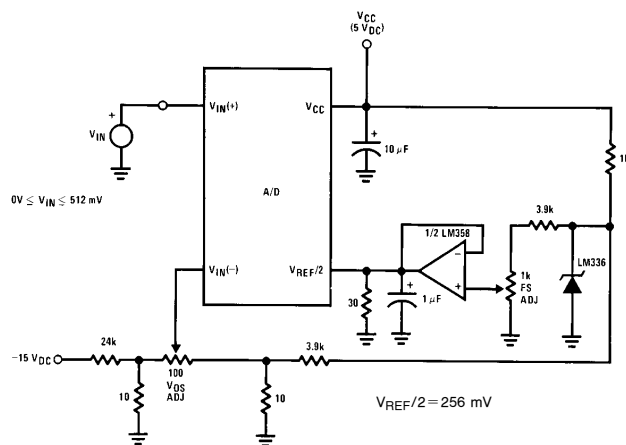 VCC
(5 VDC)
VIN(+)
VCC
+
VIN
+
10 µF
A/D
0V ≤ VIN ≤ 512 mV
3.9k
1/2 LM358
−
LM336
VIN(−)
VREF/2
+
1k
FS
ADJ
+
30
1 µF
24k
3.9k
−15 VDC
100
VOS
ADJ
10
10
VREF/2=256 mV